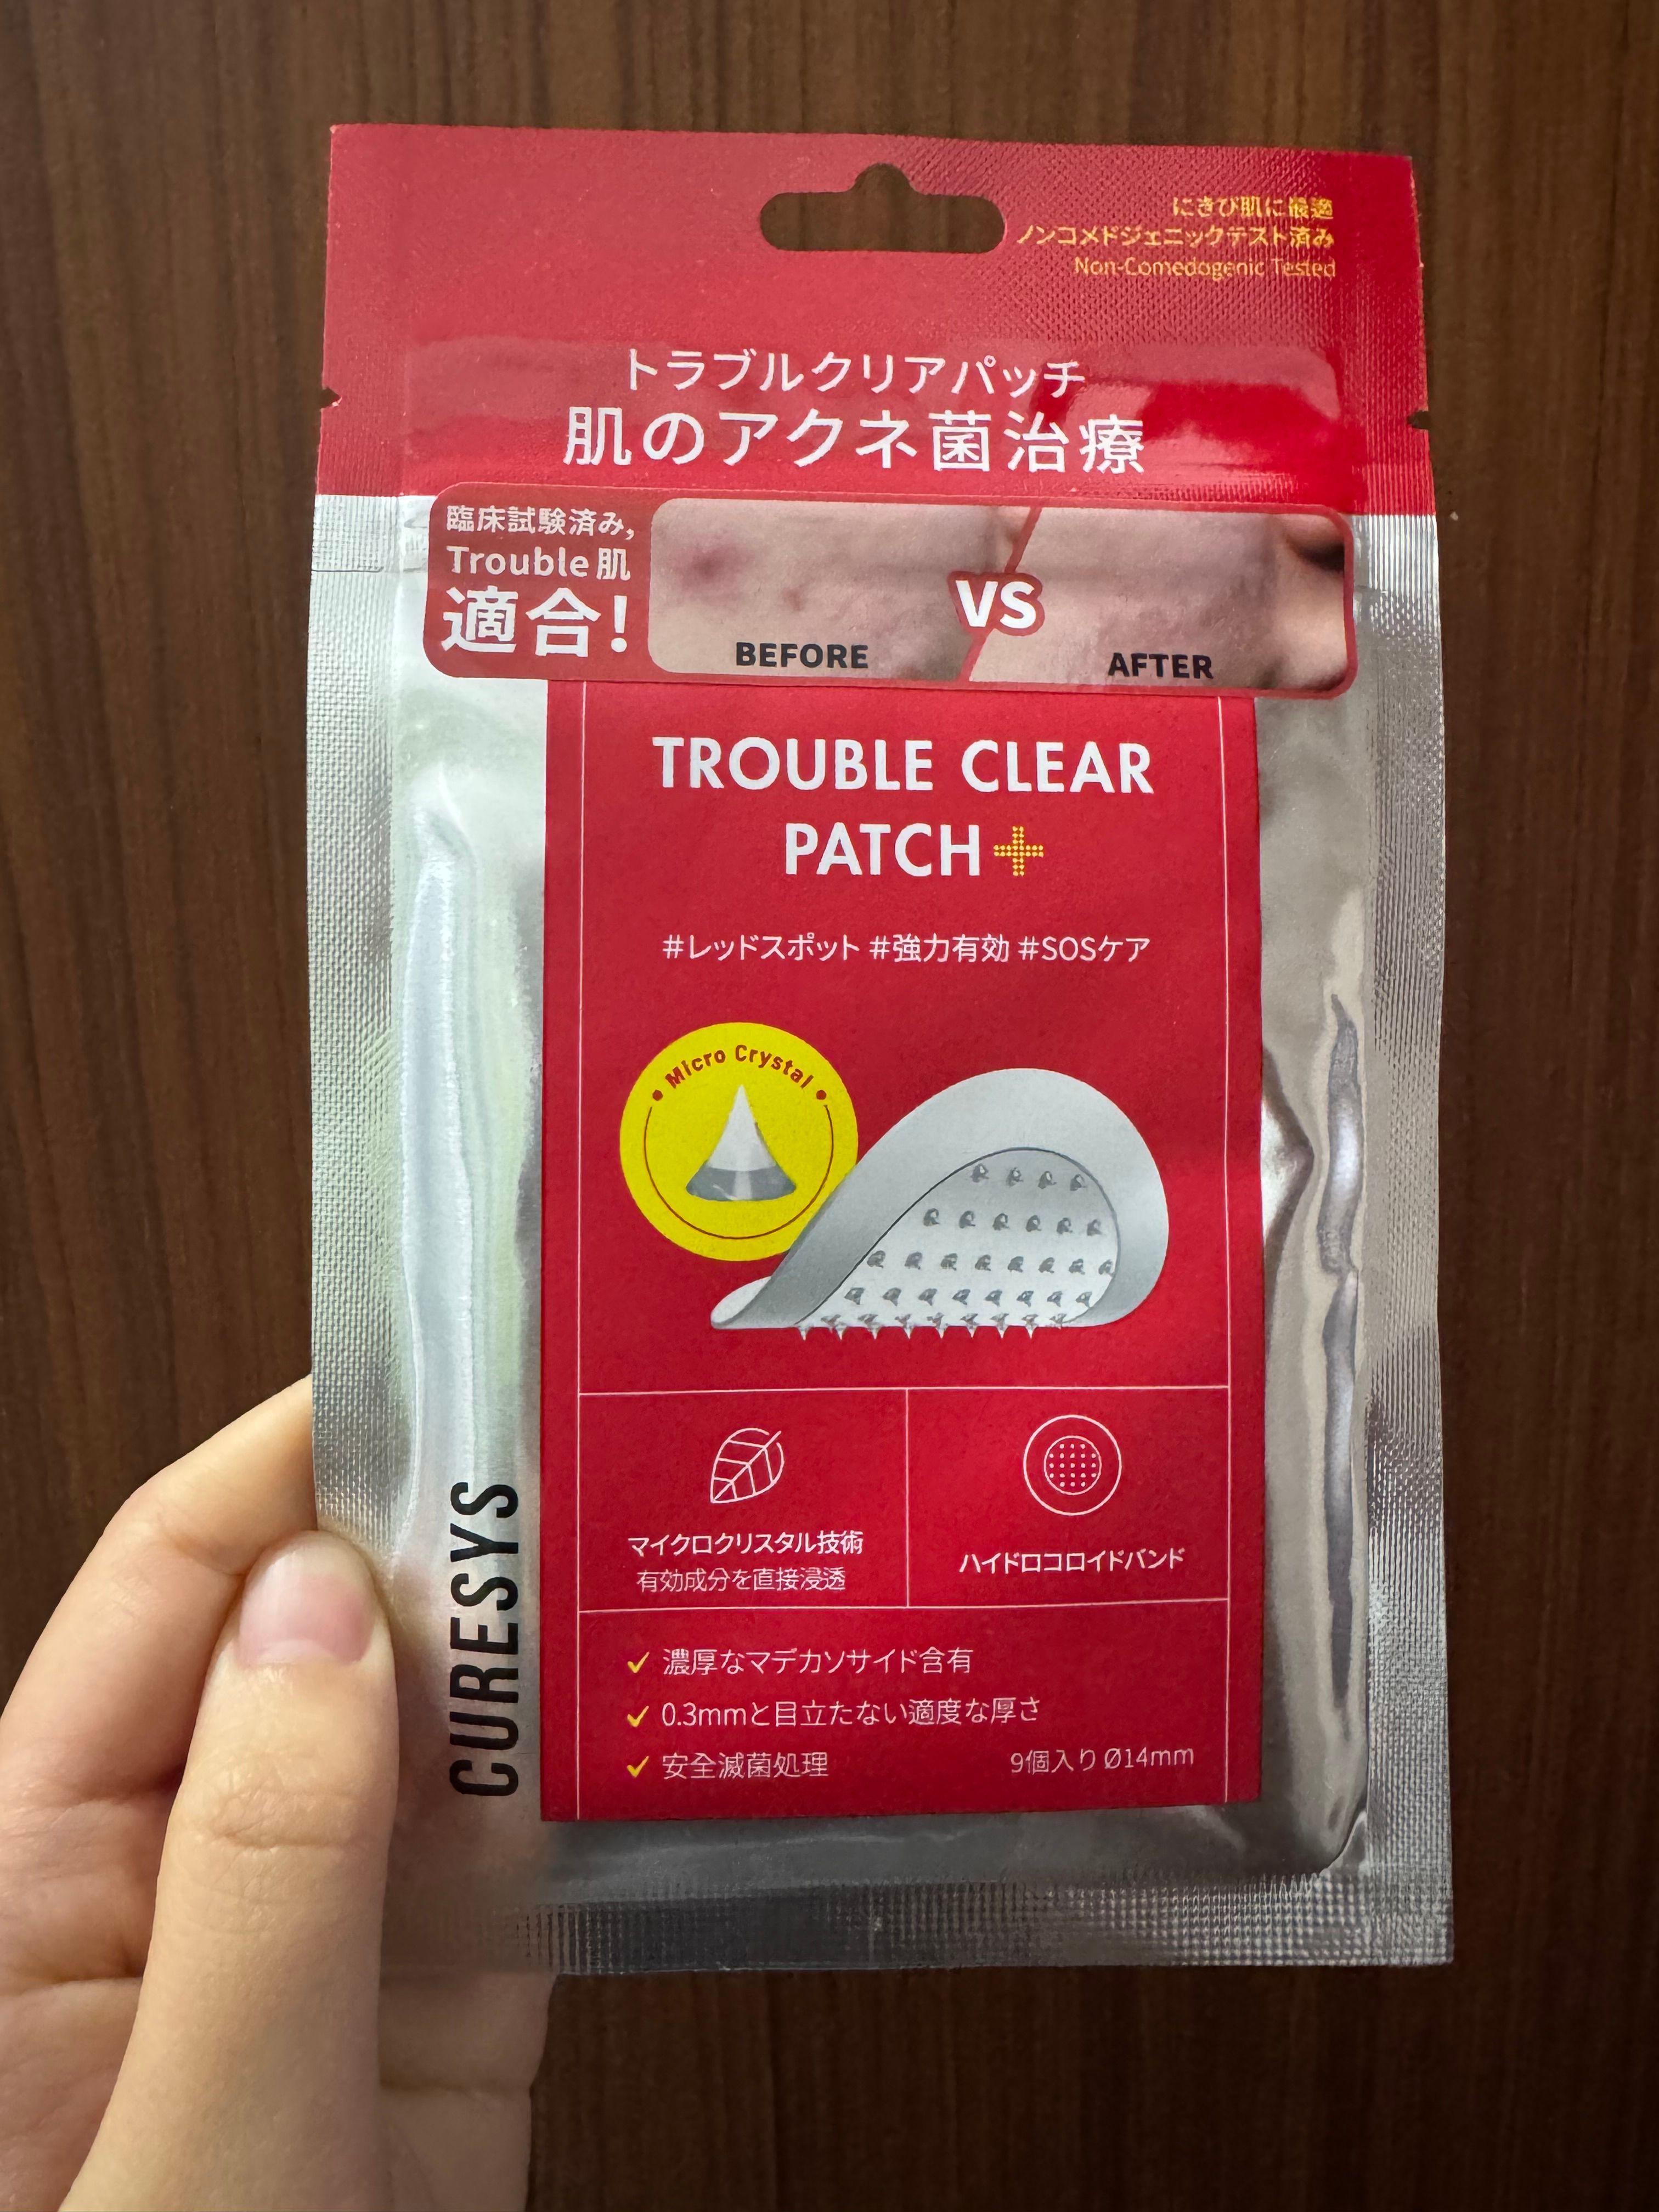 にきび肌に最適
ノンコメドジェニックテスト済み
Non-Comedogenic Tested
トラブルクリアパッチ
肌のアクネ菌治療
臨床試験済み,
Trouble 肌
適合!
BEFORE
VS
AFTER
TROUBLE CLEAR
PATCH+
#レッドスポット #強力有効 #SOSケア
Micro Crystal
マイクロクリスタル技術
有効成分を直接浸透
ハイドロコロイドバンド
濃厚なマデカソサイド含有
0.3mmと目立たない適度な厚さ
安全滅菌処理
9個入り Ø14mm
CURESYS